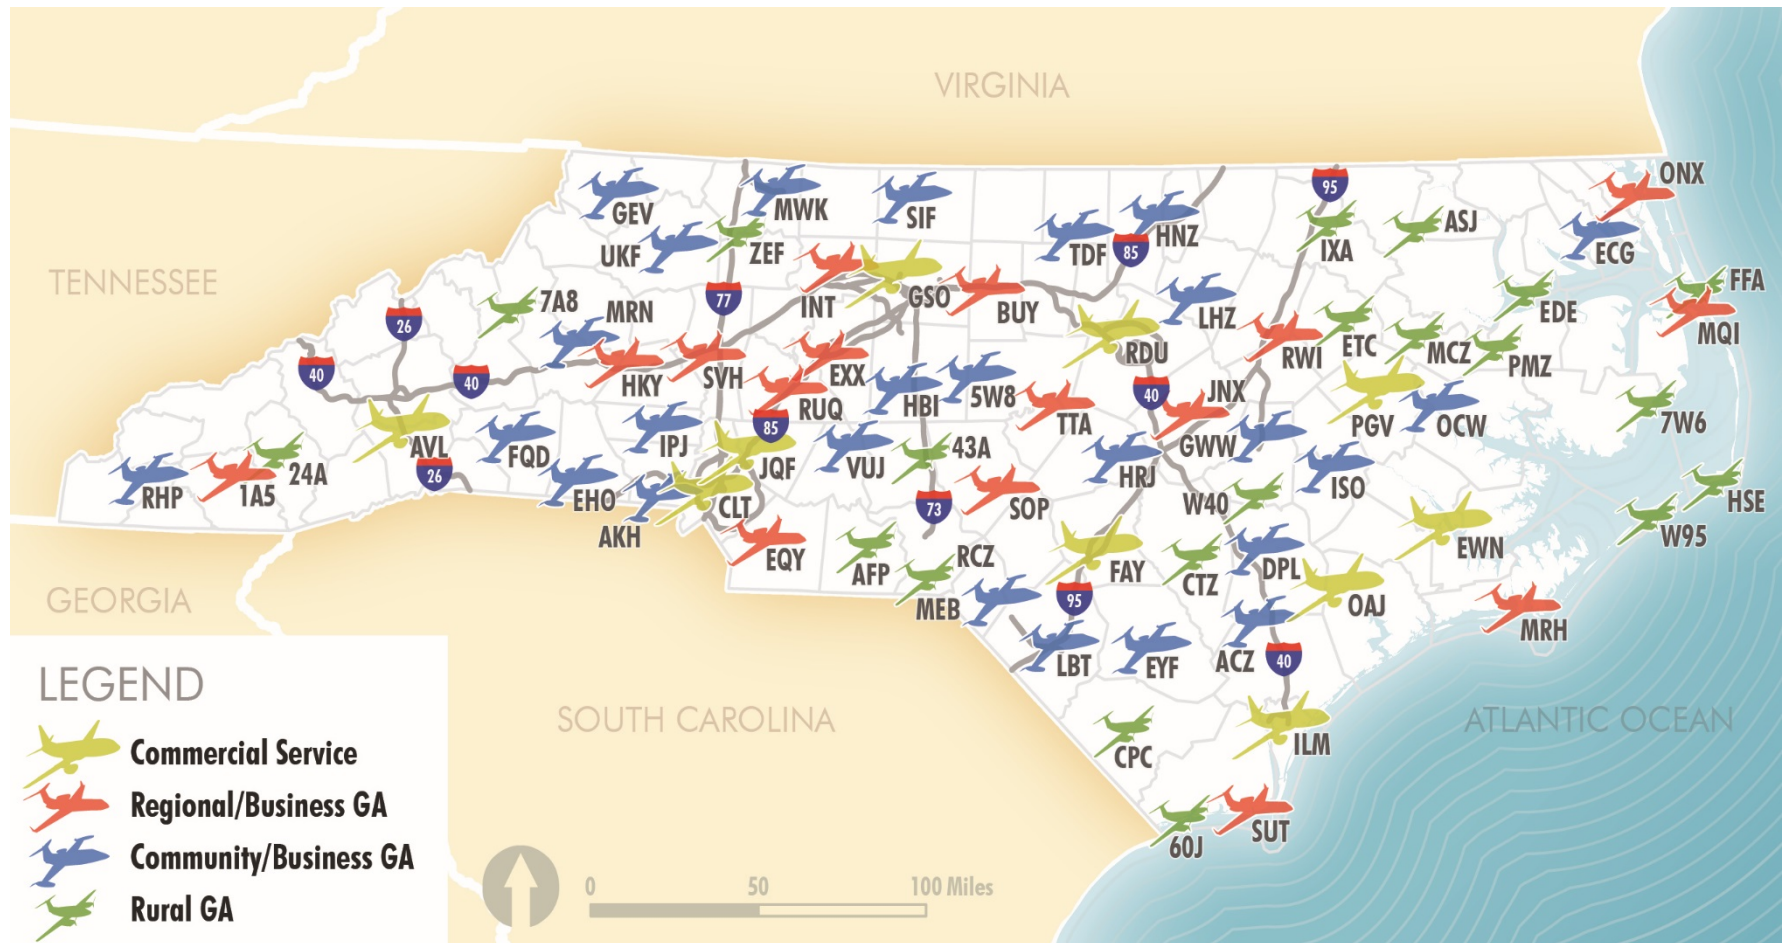 VIRGINIA
ONX
95
GEV
MWK
SIF
ASJ
HNZ
IXA
TDF
ECG
UKF
ZEF
85
FFA
TENNESSEE
77
7A8
MRN
INT
GSO
BUY
LHZ
EDE
MQI
26
RDU
RWI
ETC
MCZ
PMZ
40
40
HKY
SVH
EXX
RUQ
HBI
5W8
TTA
40
JNX
PGV
OCW
7W6
85
AVL
FQD
IPJ
JQF
VUJ
43A
GWW
26
RHP
1A5
24A
EHO
AKH
CLT
73
SOP
HRJ
W40
ISO
HSE
W95
EQY
AFP
RCZ
FAY
CTZ
DPL
EWN
GEORGIA
MEB
95
OAJ
MRH
LBT
EYF
ACZ
40
LEGEND
SOUTH CAROLINA
ATLANTIC OCEAN
Commercial Service
CPC
ILM
Regional/Business GA
60J
SUT
Community/Business GA
0
50
100 Miles
Rural GA